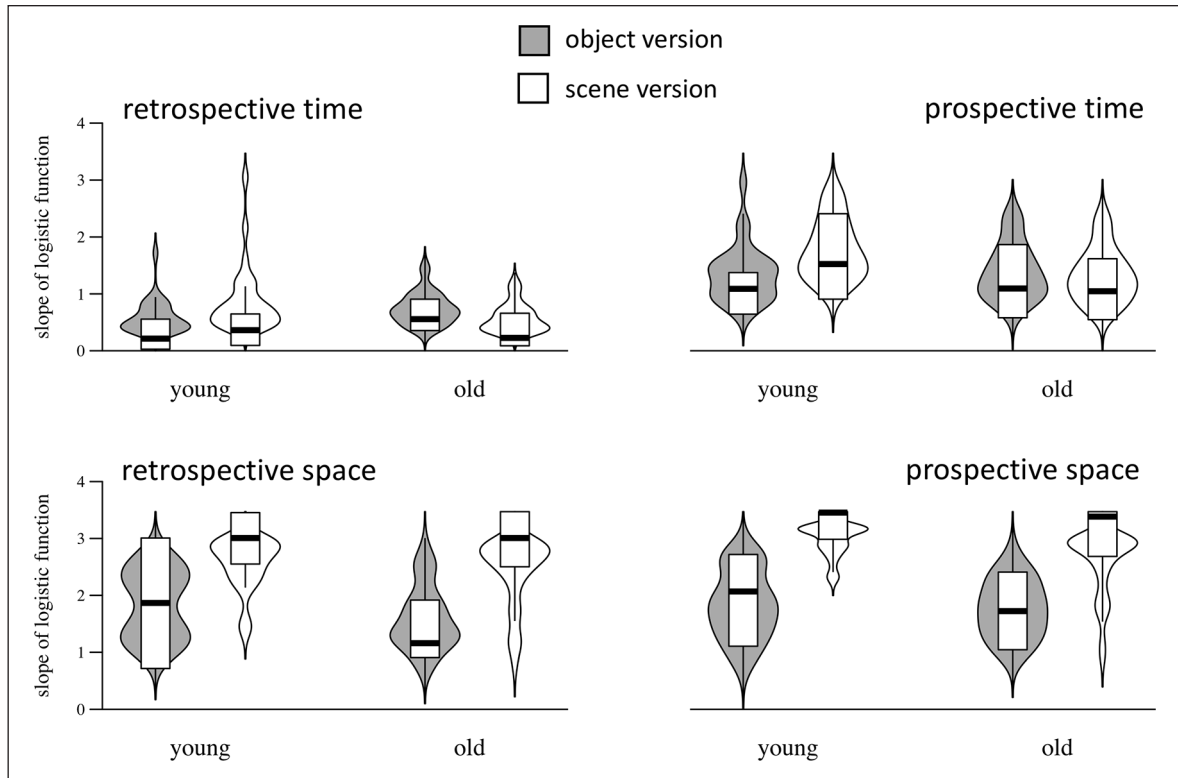 object version
scene version
retrospective time
prospective time
slope of logistic function
4
3
2
1
0
young
old
young
old
retrospective space
prospective space
slope of logistic function
4
3
2
1
0
young
old
young
old